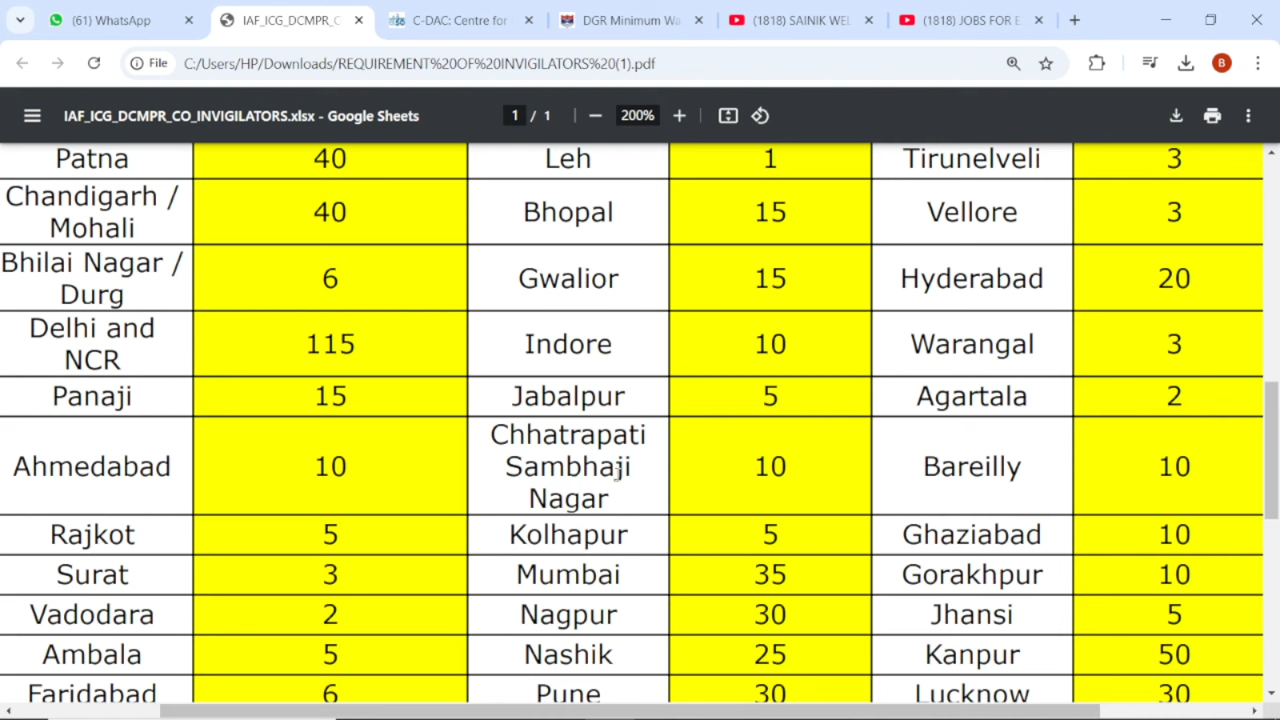 (61) WhatsApp
IAF_ICG_DCMPR_C
C-DAC: Centre for
DGR Minimum Wa
(1818) SAINIK WEL
(1818) JOBS FOR E
File
C:/Users/HP/Downloads/REQUIREMENT%20OF%20INVIGILATORS%20(1).pdf
B
IAF_ICG_DCMPR_CO_INVIGILATORS.xlsx - Google Sheets
1 / 1
200%
Patna 40 Leh 1 Tirunelveli 3
Chandigarh /
Mohali 40 Bhopal 15 Vellore 3
Bhilai Nagar /
Durg 6 Gwalior 15 Hyderabad 20
Delhi and
NCR 115 Indore 10 Warangal 3
Panaji 15 Jabalpur 5 Agartala 2
Ahmedabad 10 Chhatrapati
Sambhaji
Nagar 10 Bareilly 10
Rajkot 5 Kolhapur 5 Ghaziabad 10
Surat 3 Mumbai 35 Gorakhpur 10
Vadodara 2 Nagpur 30 Jhansi 5
Ambala 5 Nashik 25 Kanpur 50
Faridabad 6 Pune 30 Lucknow 30